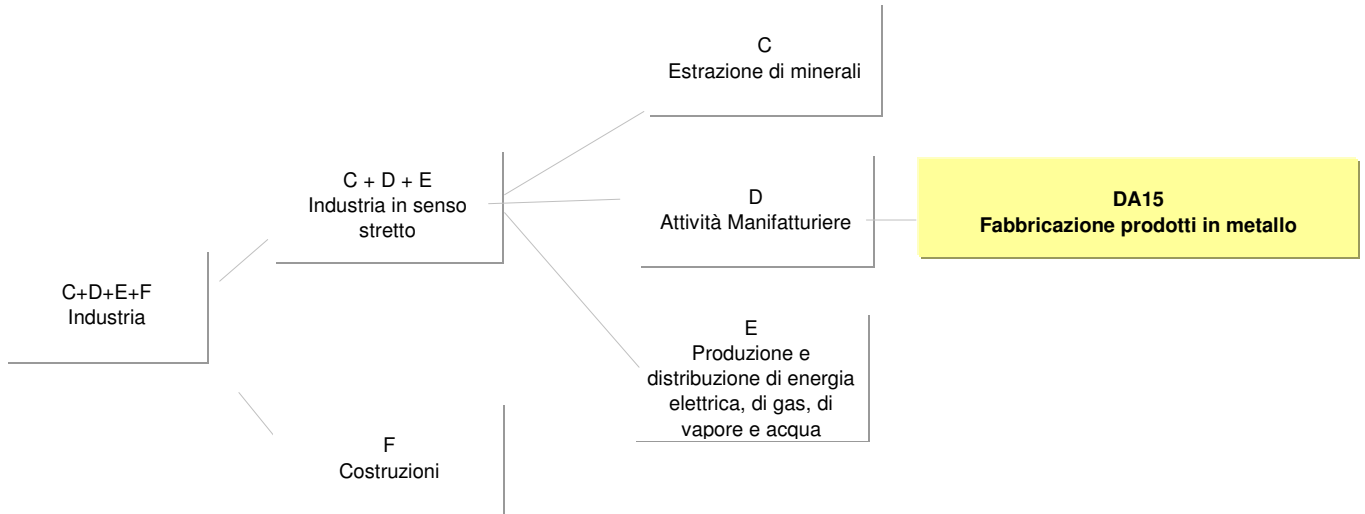 C
Estrazione di minerali
C + D + E
Industria in senso
stretto
D
Attività Manifatturiere
DA15
Fabbricazione prodotti in metallo
C+D+E+F
Industria
E
Produzione e
distribuzione di energia
elettrica, di gas, di
vapore e acqua
F
Costruzioni